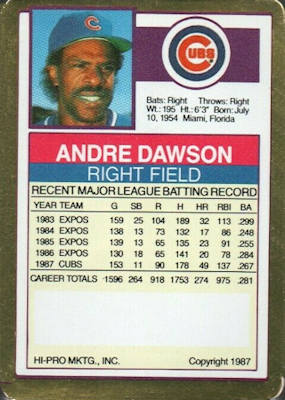 CUBS
Bats: Right Throws: Right
Wt.: 195 Ht.: 6'3" Born: July
10, 1954 Miami, Florida
ANDRE DAWSON
RIGHT FIELD
RECENT MAJOR LEAGUE BATTING RECORD
YEAR TEAM G SB R H HR RBI BA
1983 EXPOS 159 25 104 189 32 113 .299
1984 EXPOS 138 13 73 132 17 86 .248
1985 EXPOS 139 13 65 135 23 91 .255
1986 EXPOS 130 18 65 141 20 78 .284
1987 CUBS 153 11 90 178 49 137 .267
CAREER TOTALS 1596 264 918 1753 274 975 .281
HI-PRO MKTG., INC. Copyright 1987